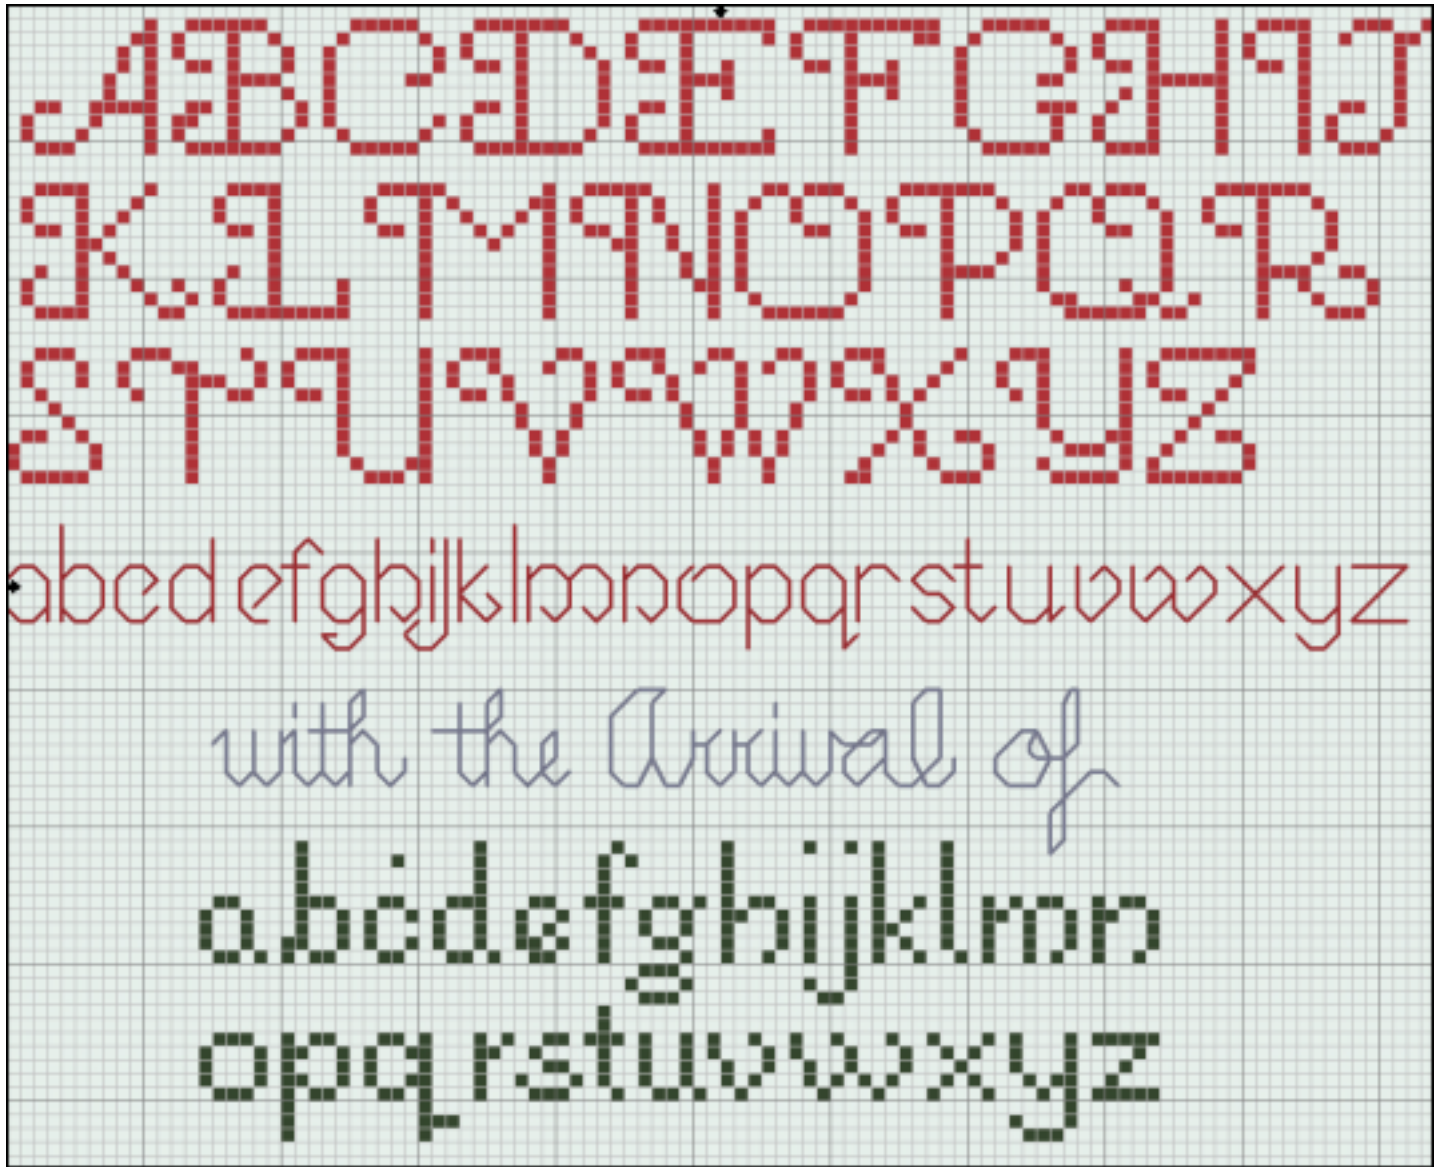 ABCDEFGHIJ
KLMNOPQR
STUVWXYZ
abcdefghijklmnopqrstuvwxyz
with the Arrival of
abcdefghijklmn
opqrstuvwxyz